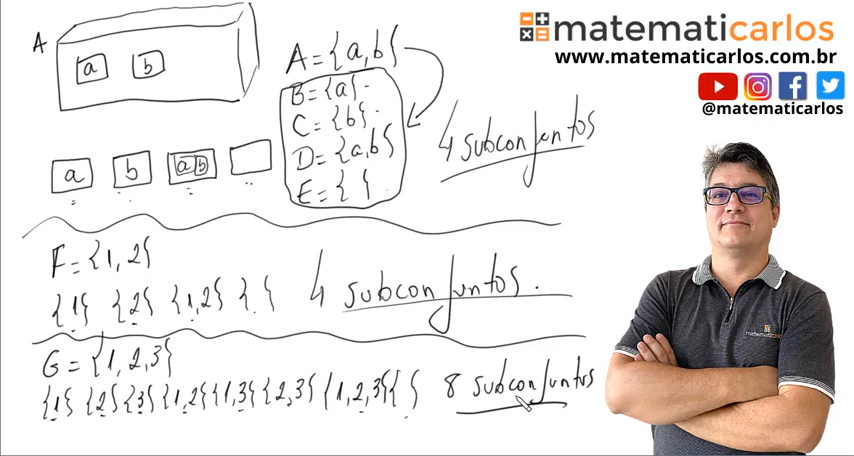 matematicarlos
www.matematicarlos.com.br
@matematicarlos
A
a b
A = {a, b}
B = {a}
C = {b}
D = {a, b}
E = { }
4 subconjuntos
a b a b
F = {1, 2}
{1} {2} {1, 2} { } 4 subconjuntos.
G = {1, 2, 3}
{1} {2} {3} {1, 2} {1, 3} {2, 3} {1, 2, 3} { } 8 subconjuntos
matematicarlos